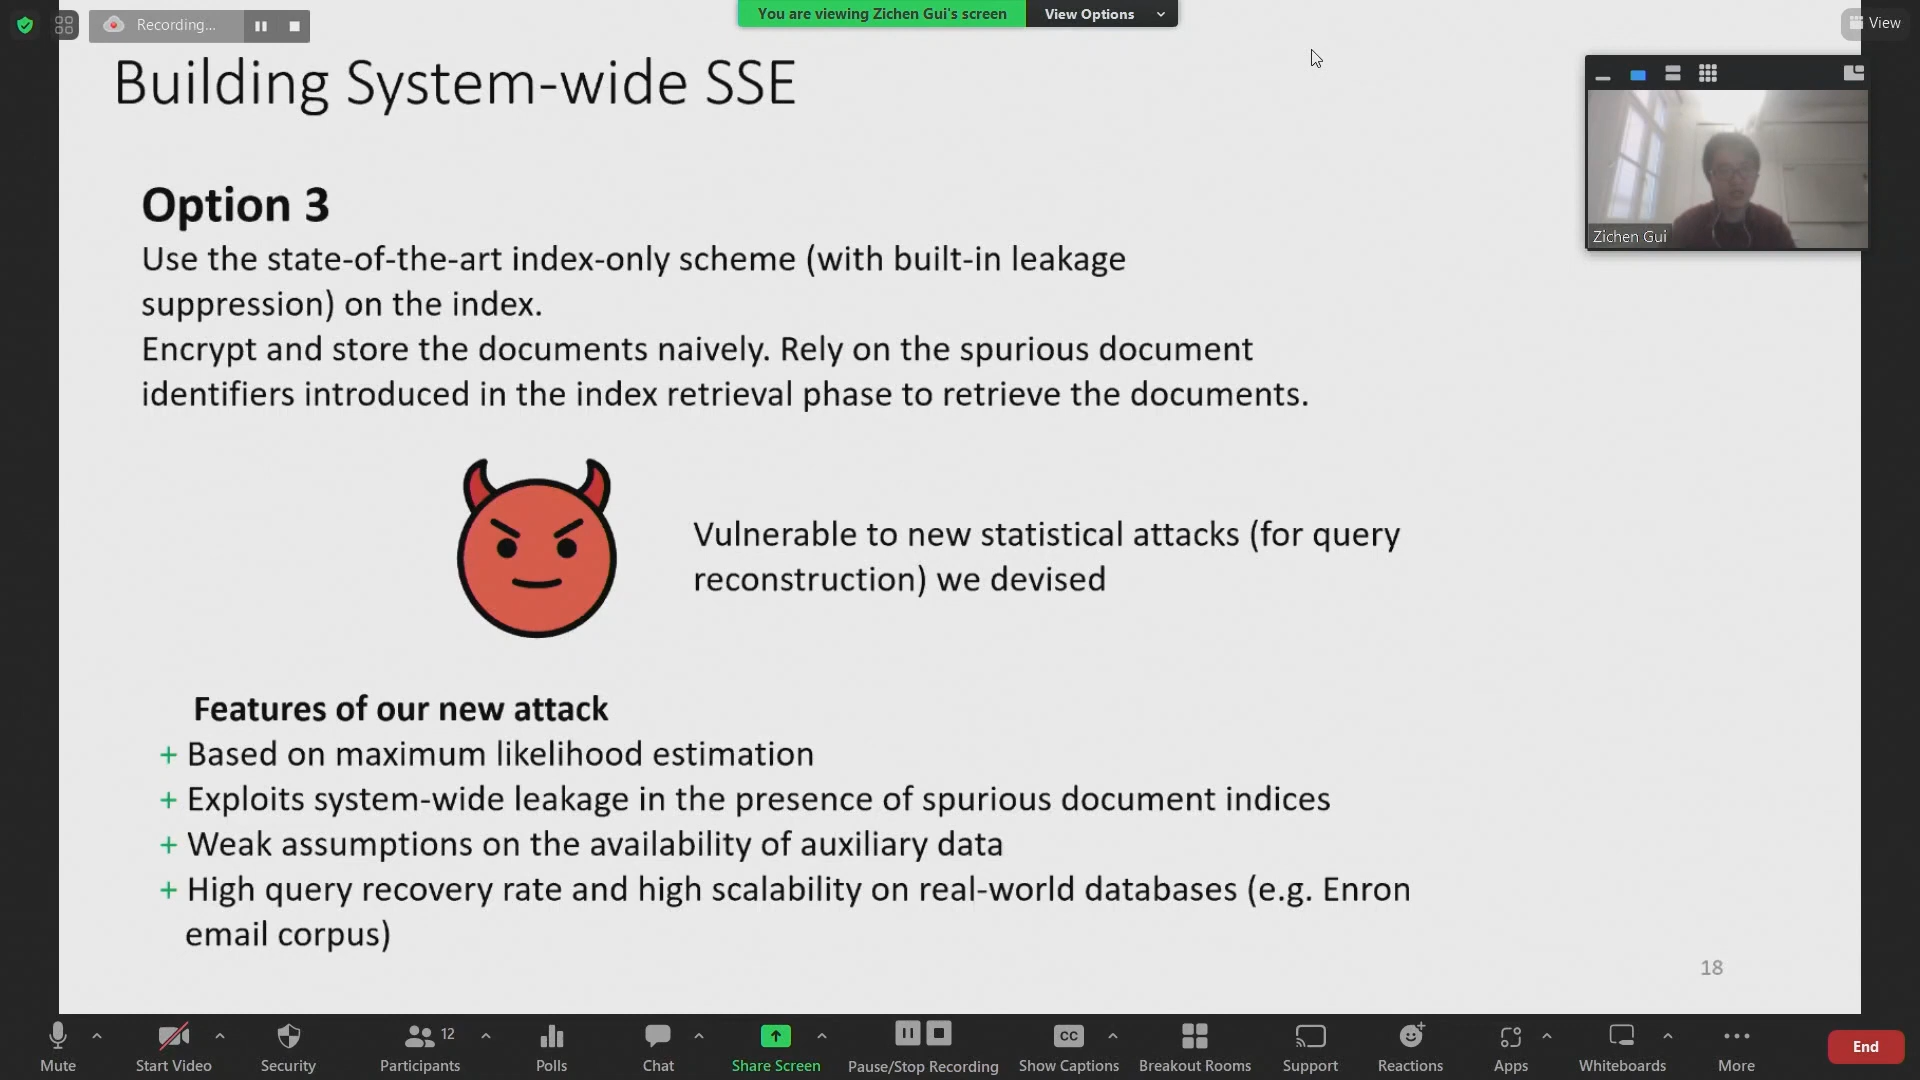 Recording...
You are viewing Zichen Gui's screen
View Options
View
Building System-wide SSE
Zichen Gui
Option 3
Use the state-of-the-art index-only scheme (with built-in leakage
suppression) on the index.
Encrypt and store the documents naively. Rely on the spurious document
identifiers introduced in the index retrieval phase to retrieve the documents.
Vulnerable to new statistical attacks (for query
reconstruction) we devised
Features of our new attack
+ Based on maximum likelihood estimation
+ Exploits system-wide leakage in the presence of spurious document indices
+ Weak assumptions on the availability of auxiliary data
+ High query recovery rate and high scalability on real-world databases (e.g. Enron
email corpus)
18
12
CC
Mute
Start Video
Security
Participants
Polls
Chat
Share Screen
Pause/Stop Recording
Show Captions
Breakout Rooms
Support
Reactions
Apps
Whiteboards
More
End